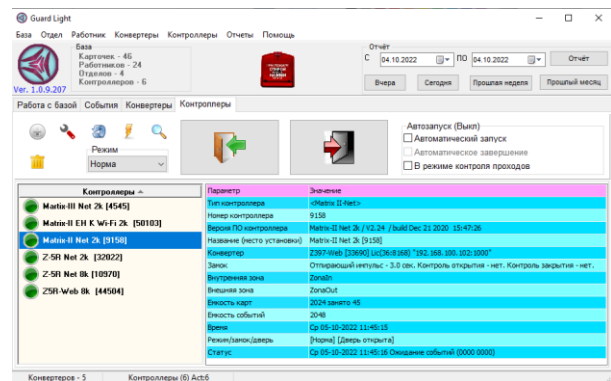 Guard Light
База Отдел Работник Конвертеры Контроллеры Отчеты Помощь
База
Карточек - 46
Работников - 24
Отделов - 4
Контроллеров - 6
Ver. 1.0.9.207
Отчёт
С 04.10.2022 ПО 04.10.2022 Отчёт
Вчера Сегодня Прошлая неделя Прошлый месяц
Работа с базой События Конвертеры Контроллеры
Режим
Норма
Автозапуск (Выкл)
Автоматический запуск
Автоматическое завершение
В режиме контроля проходов
Контроллеры
Martix-III Net 2k [4545]
Matrix-II EH K Wi-Fi 2k [50103]
Matrix-II Net 2k [9158]
Z-5R Net 2k [32022]
Z-5R Net 8k [10970]
Z5R-Web 8k [44504]
Параметр Значение
Тип контроллера <Matrix II-Net>
Номер контроллера 9158
Версия ПО контроллера Matrix-II Net 2k / V2.24 / build Dec 21 2020 15:47:26
Название (место установки) Matrix-II Net 2k [9158]
Конвертер Z397-Web [33690] Lic[36:8168] "192.168.100.102:1000"
Замок Отпирающий импульс - 3.0 сек. Контроль открытия - нет. Контроль закрытия - нет.
Внутренняя зона ZonaIn
Внешняя зона ZonaOut
Емкость карт 2024 занято 45
Емкость событий 2048
Время Ср 05-10-2022 11:45:15
Режим/замок/дверь [Норма] [Дверь открыта]
Статус Ср 05-10-2022 11:45:16 Ожидание событий (0000 0000)
Конвертеров - 5 Контроллеры (6) Act:6